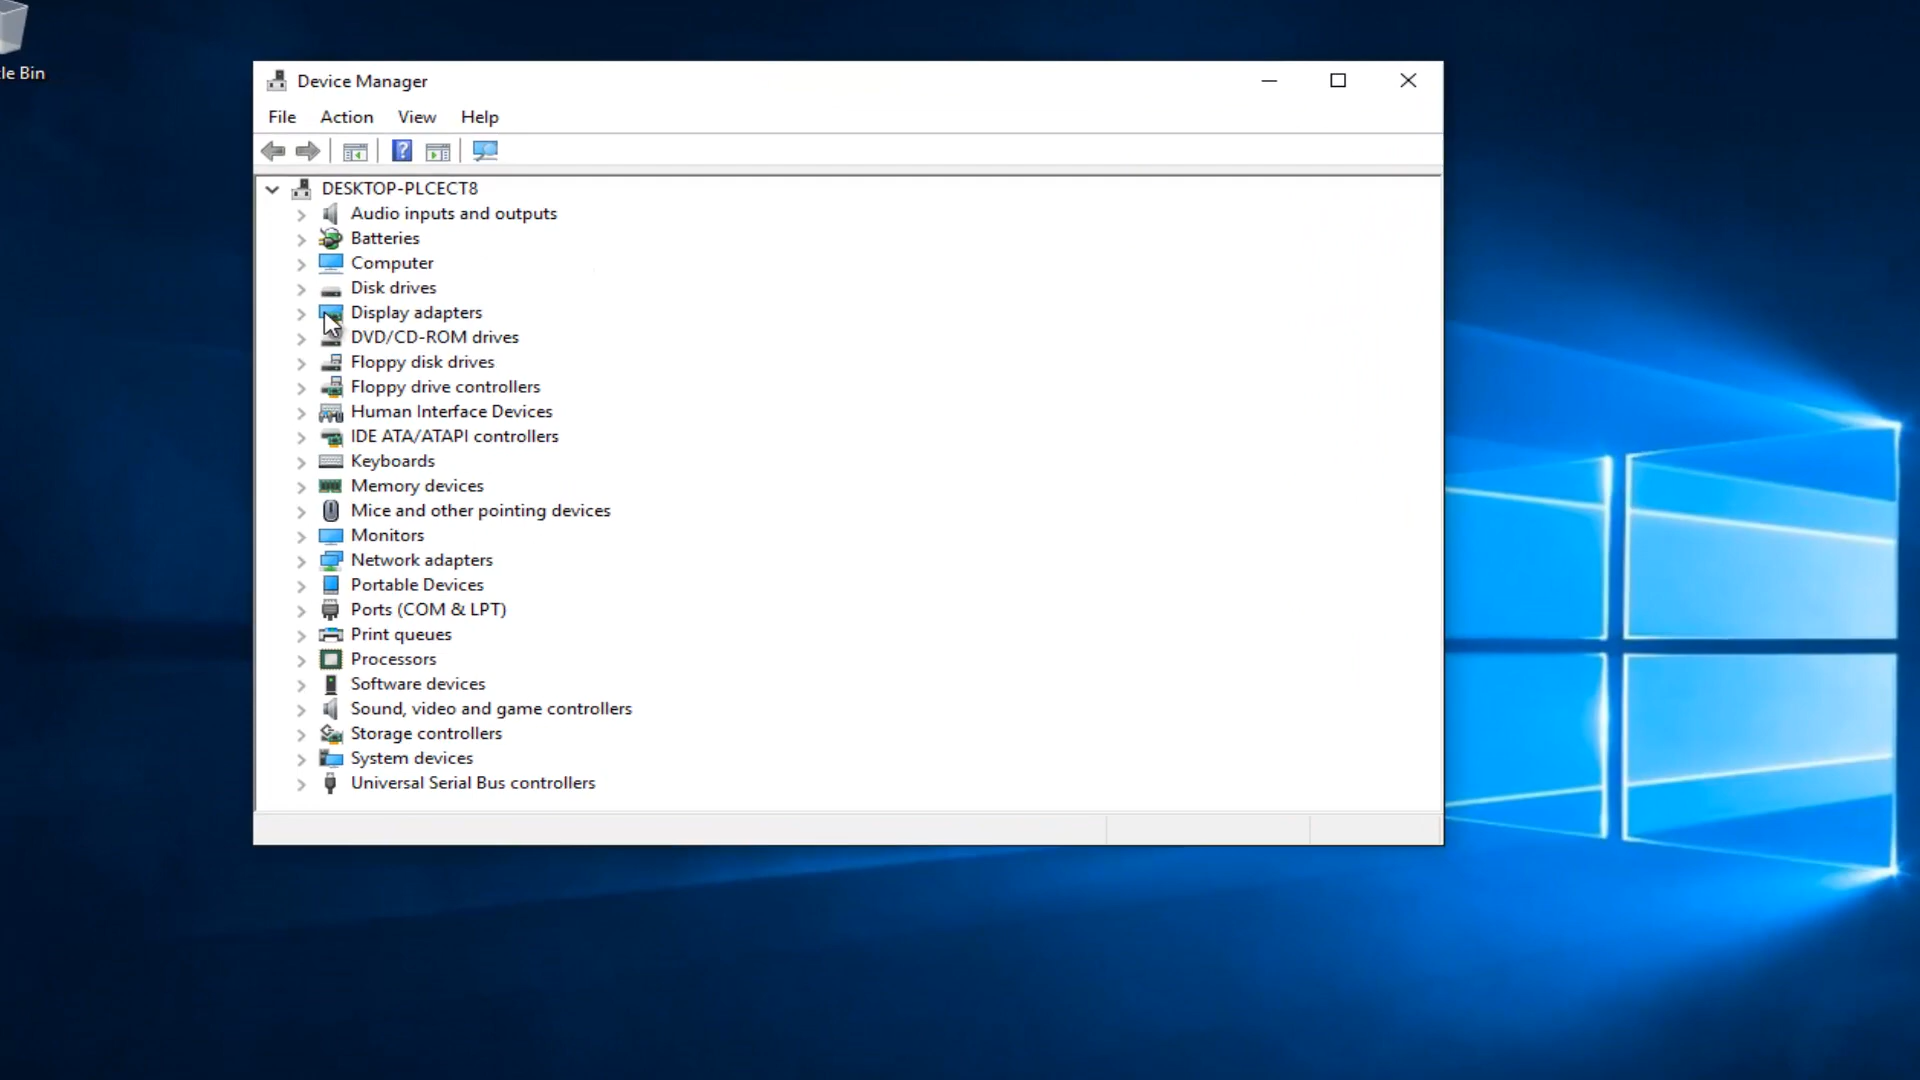 le Bin
Device Manager
File Action View Help
DESKTOP-PLCECT8
Audio inputs and outputs
Batteries
Computer
Disk drives
Display adapters
DVD/CD-ROM drives
Floppy disk drives
Floppy drive controllers
Human Interface Devices
IDE ATA/ATAPI controllers
Keyboards
Memory devices
Mice and other pointing devices
Monitors
Network adapters
Portable Devices
Ports (COM & LPT)
Print queues
Processors
Software devices
Sound, video and game controllers
Storage controllers
System devices
Universal Serial Bus controllers